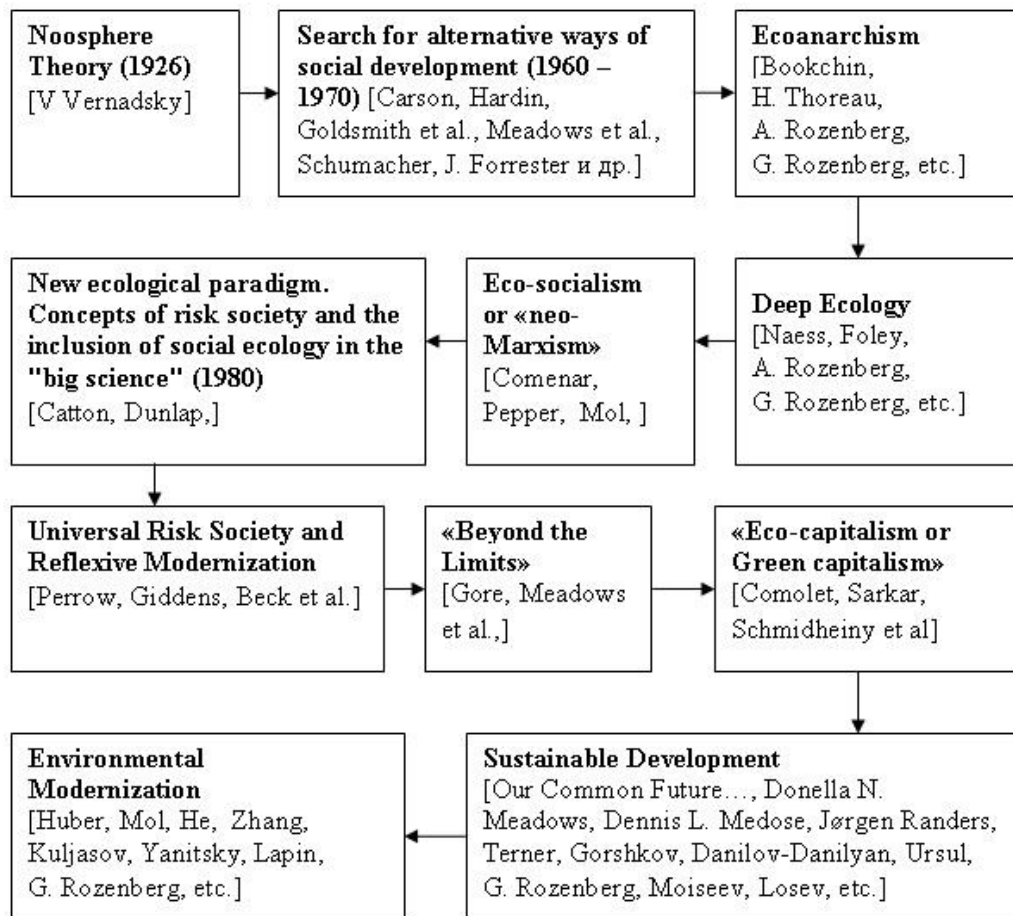 Noosphere
Theory (1926)
[V Vernadsky]
Search for alternative ways of
social development (1960 –
1970) [Carson, Hardin,
Goldsmith et al., Meadows et al.,
Schumacher, J. Forrester и др.]
Ecoanarchism
[Bookchin,
H. Thoreau,
A. Rozenberg,
G. Rozenberg, etc.]
Deep Ecology
[Naess, Foley,
A. Rozenberg,
G. Rozenberg, etc.]
Eco-socialism
or «neo-
Marxism»
[Comenar,
Pepper, Mol, ]
New ecological paradigm.
Concepts of risk society and the
inclusion of social ecology in the
"big science" (1980)
[Catton, Dunlap,]
Universal Risk Society and
Reflexive Modernization
[Perrow, Giddens, Beck et al.]
«Beyond the
Limits»
[Gore, Meadows
et al.,]
«Eco-capitalism or
Green capitalism»
[Comolet, Sarkar,
Schmidheiny et al]
Sustainable Development
[Our Common Future…, Donella N.
Meadows, Dennis L. Medose, Jørgen Randers,
Terner, Gorshkov, Danilov-Danilyan, Ursul,
G. Rozenberg, Moiseev, Losev, etc.]
Environmental
Modernization
[Huber, Mol, He, Zhang,
Kuljasov, Yanitsky, Lapin,
G. Rozenberg, etc.]